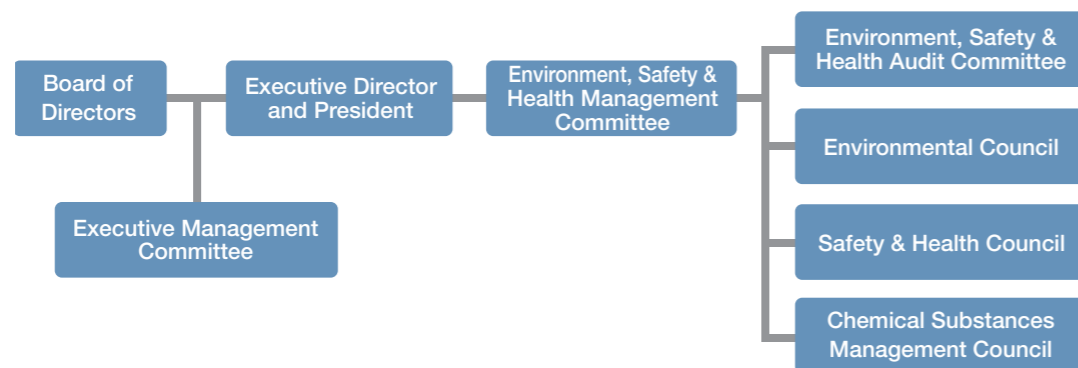 Board of
Directors
Executive Director
and President
Environment, Safety &
Health Management
Committee
Executive Management
Committee
Environment, Safety &
Health Audit Committee
Environmental Council
Safety & Health Council
Chemical Substances
Management Council